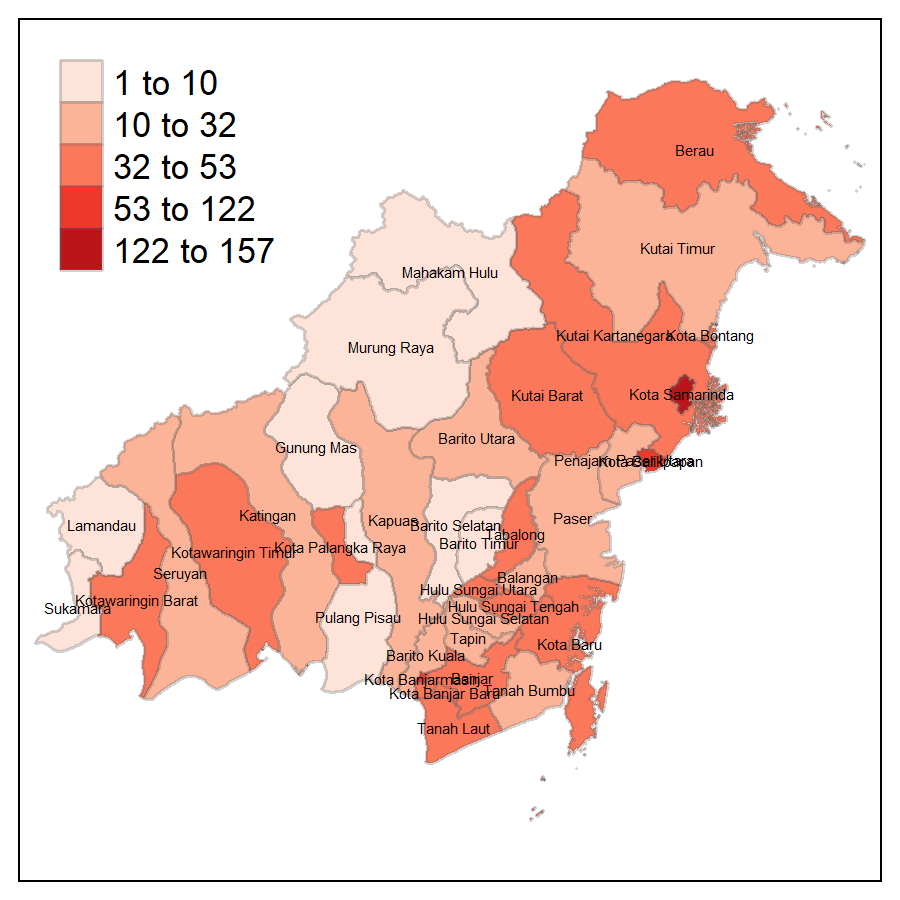 1 to 10
10 to 32
32 to 53
53 to 122
122 to 157
Berau
Kutai Timur
Mahakam Hulu
Kutai Kartanegara
Kota Bontang
Murung Raya
Kutai Barat
Kota Samarinda
Barito Utara
Gunung Mas
Penajam Paser Utara
Kota Balikpapan
Katingan
Kapuas
Paser
Lamandau
Barito Selatan
Tabalong
Kotawaringin Timur
Kota Palangka Raya
Barito Timur
Seruyan
Balangan
Hulu Sungai Utara
Kotawaringin Barat
Sukamara
Hulu Sungai Tengah
Pulang Pisau
Hulu Sungai Selatan
Tapin
Kota Baru
Barito Kuala
Kota Banjarmasin
Banjar
Kota Banjar Baru
Tanah Bumbu
Tanah Laut